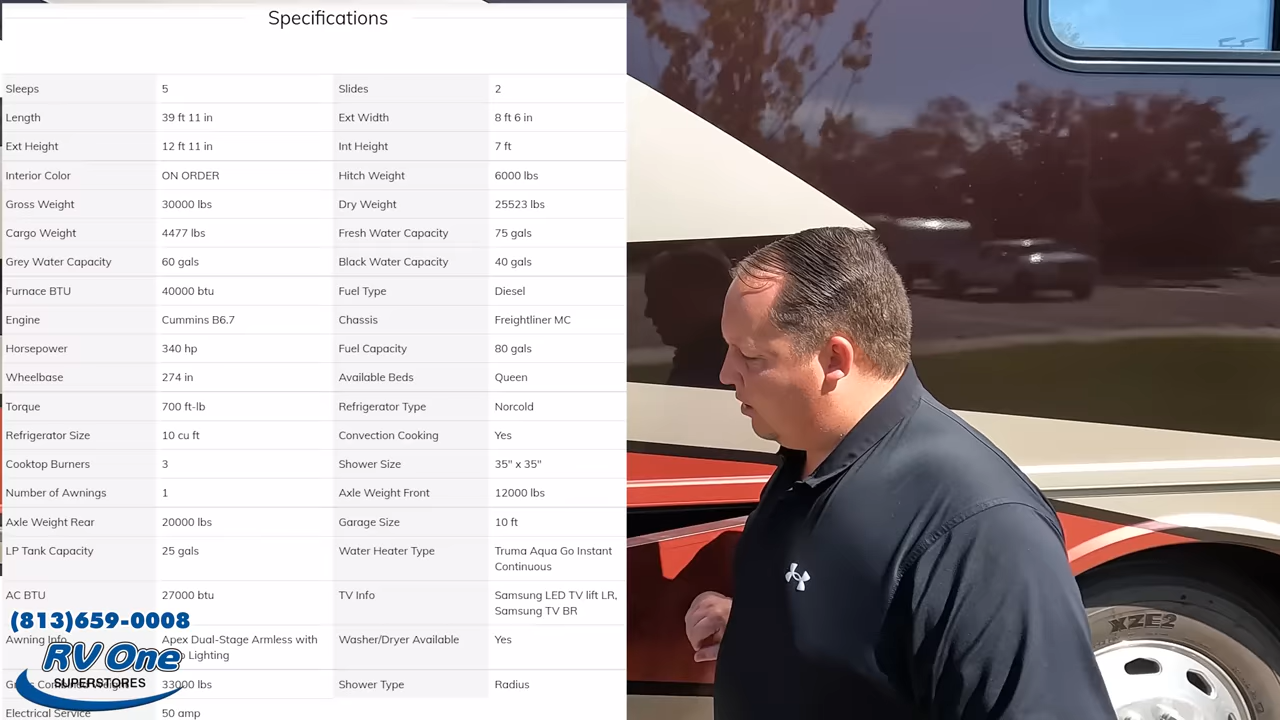 Specifications
Sleeps 5 Slides 2
Length 39 ft 11 in Ext Width 8 ft 6 in
Ext Height 12 ft 11 in Int Height 7 ft
Interior Color ON ORDER Hitch Weight 6000 lbs
Gross Weight 30000 lbs Dry Weight 25523 lbs
Cargo Weight 4477 lbs Fresh Water Capacity 75 gals
Grey Water Capacity 60 gals Black Water Capacity 40 gals
Furnace BTU 40000 btu Fuel Type Diesel
Engine Cummins B6.7 Chassis Freightliner MC
Horsepower 340 hp Fuel Capacity 80 gals
Wheelbase 274 in Available Beds Queen
Torque 700 ft-lb Refrigerator Type Norcold
Refrigerator Size 10 cu ft Convection Cooking Yes
Cooktop Burners 3 Shower Size 35" x 35"
Number of Awnings 1 Axle Weight Front 12000 lbs
Axle Weight Rear 20000 lbs Garage Size 10 ft
LP Tank Capacity 25 gals Water Heater Type Truma Aqua Go Instant
Continuous
AC BTU 27000 btu TV Info Samsung LED TV lift LR,
Samsung TV BR
(813)659-0008
Awning Info Apex Dual-Stage Armless with Washer/Dryer Available Yes
Lighting
RV One
SUPERSTORES
33000 lbs Shower Type Radius
Electrical Service 50 amp
XZE2